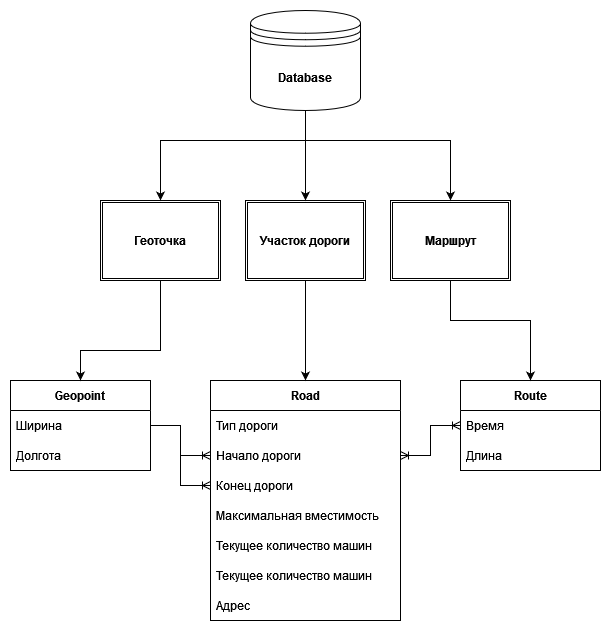 Database
Геоточка
Участок дороги
Маршрут
Geopoint
Ширина
Долгота
Road
Тип дороги
Начало дороги
Конец дороги
Максимальная вместимость
Текущее количество машин
Текущее количество машин
Адрес
Route
Время
Длина